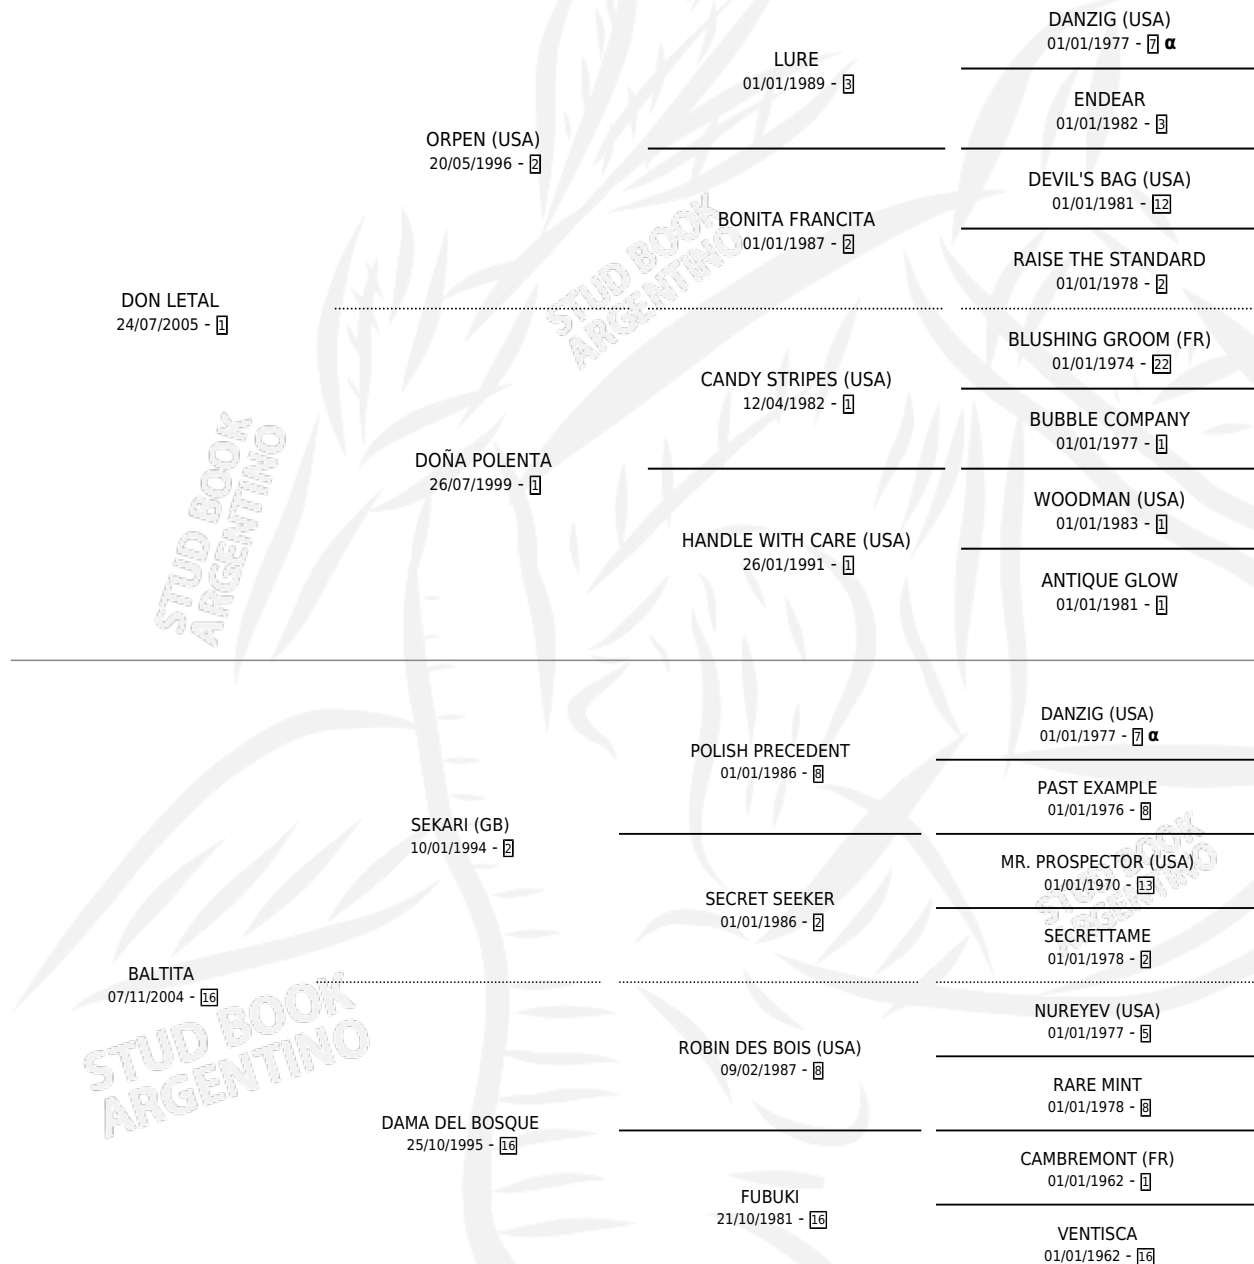 DANZIG (USA)
01/01/1977 - 7 α
LURE
01/01/1989 - 3
ENDEAR
01/01/1982 - 3
ORPEN (USA)
20/05/1996 - 2
DEVIL'S BAG (USA)
01/01/1981 - 12
BONITA FRANCITA
01/01/1987 - 2
RAISE THE STANDARD
01/01/1978 - 2
DON LETAL
24/07/2005 - 1
BLUSHING GROOM (FR)
01/01/1974 - 22
CANDY STRIPES (USA)
12/04/1982 - 1
BUBBLE COMPANY
01/01/1977 - 1
DOÑA POLENTA
26/07/1999 - 1
WOODMAN (USA)
01/01/1983 - 1
HANDLE WITH CARE (USA)
26/01/1991 - 1
ANTIQUE GLOW
01/01/1981 - 1
STUD BOOK
ARGENTINO
STUD BOOK
ARGENTINO
DANZIG (USA)
01/01/1977 - 7 α
POLISH PRECEDENT
01/01/1986 - 8
PAST EXAMPLE
01/01/1976 - 8
SEKARI (GB)
10/01/1994 - 2
MR. PROSPECTOR (USA)
01/01/1970 - 13
SECRET SEEKER
01/01/1986 - 2
SECRETTAME
01/01/1978 - 2
BALTITA
07/11/2004 - 16
NUREYEV (USA)
01/01/1977 - 5
ROBIN DES BOIS (USA)
09/02/1987 - 8
RARE MINT
01/01/1978 - 8
DAMA DEL BOSQUE
25/10/1995 - 16
CAMBREMONT (FR)
01/01/1962 - 1
FUBUKI
21/10/1981 - 16
VENTISCA
01/01/1962 - 16
STUD BOOK
ARGENTINO
STUD BOOK
ARGENTINO